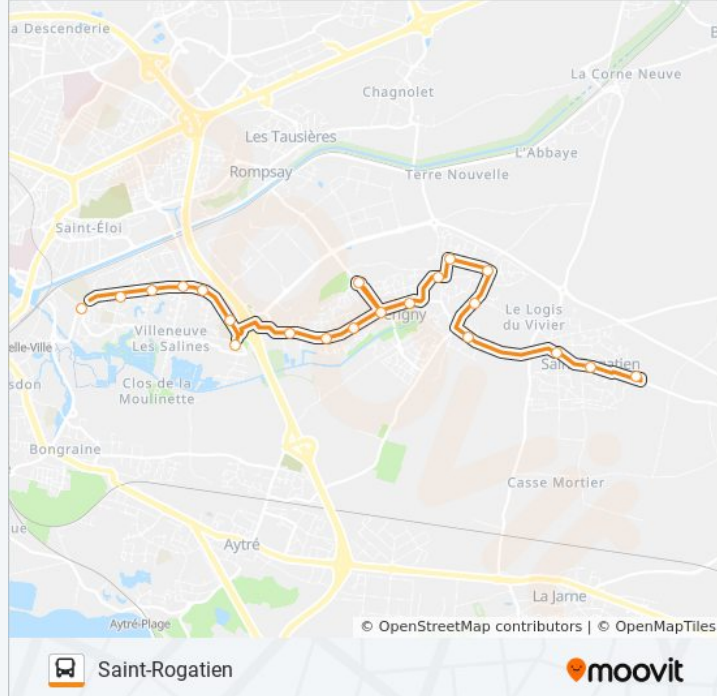 a Descenderie
La Corne Neuve
Chagnolet
Les Tausières
L'Abbaye
Rompsay
Terre Nouvelle
Saint-Éloi
Le Logis
du Vivier
Villeneuve
Les Salines
elle-Ville
Clos de la
Moulinette
Bongraine
Casse Mortier
Aytré
La Jarne
Aytré-Plage
© OpenStreetMap contributors | © OpenMapTiles
Saint-Rogatien
moovit